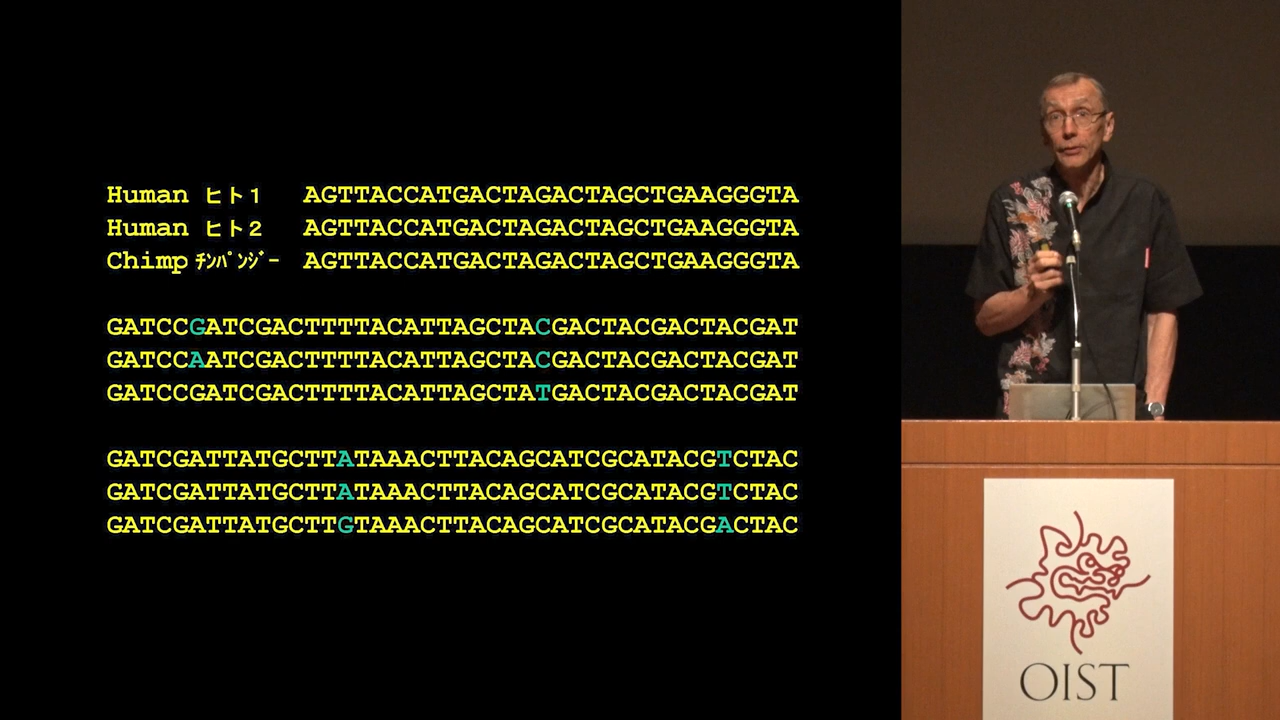 Human ヒト1 AGTTACCATGACTAGACTAGCTGAAGGGTA
Human ヒト2 AGTTACCATGACTAGACTAGCTGAAGGGTA
Chimp ﾁﾝﾊﾟﾝｼﾞｰ AGTTACCATGACTAGACTAGCTGAAGGGTA
GATCCGATCGACTTTTACATTAGCTACGACTACGACTACGAT
GATCCAATCGACTTTTACATTAGCTACGACTACGACTACGAT
GATCCGATCGACTTTTACATTAGCTATGACTACGACTACGAT
GATCGATTATGCTTATAAACTTACAGCATCGCATACGTCTAC
GATCGATTATGCTTATAAACTTACAGCATCGCATACGTCTAC
GATCGATTATGCTTGTAAACTTACAGCATCGCATACGACTAC
OIST